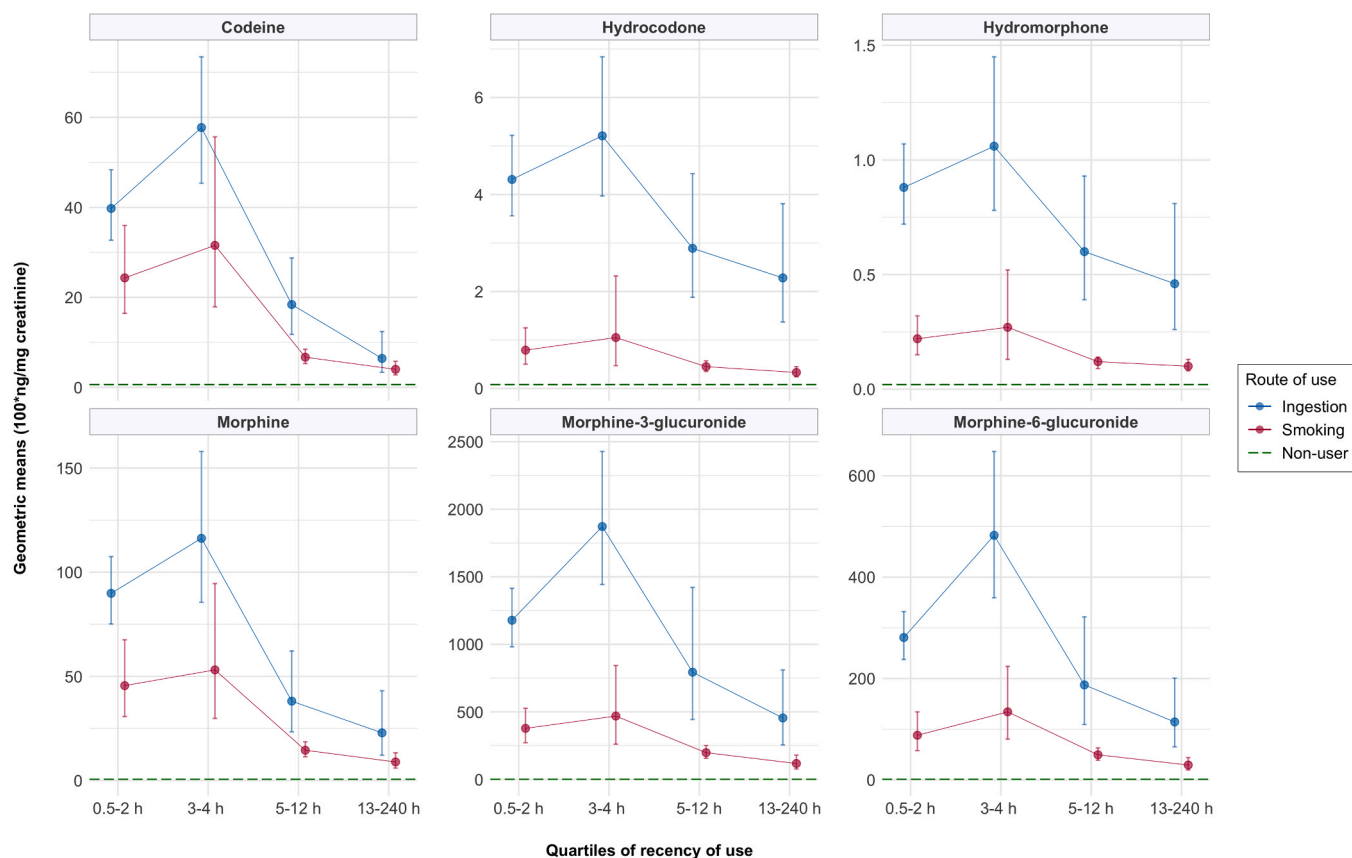 Codeine
Hydrocodone
Hydromorphone
60
40
20
0
6
4
2
0
1.5
1.0
0.5
0.0
Morphine
Morphine-3-glucuronide
Morphine-6-glucuronide
150
100
50
0
2500
2000
1500
1000
500
0
600
400
200
0
0.5-2 h
3-4 h
5-12 h
13-240 h
0.5-2 h
3-4 h
5-12 h
13-240 h
0.5-2 h
3-4 h
5-12 h
13-240 h
Geometric means (100*ng/mg creatinine)
Quartiles of recency of use
Route of use
Ingestion
Smoking
Non-user